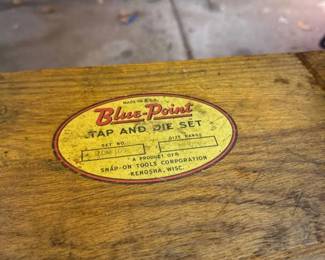 MADE IN U.S.A.
Blue-Point
TAP AND DIE SET
SET NO. SIZE RANGE
A PRODUCT OF
SNAP-ON TOOLS CORPORATION
KENOSHA, WISC.